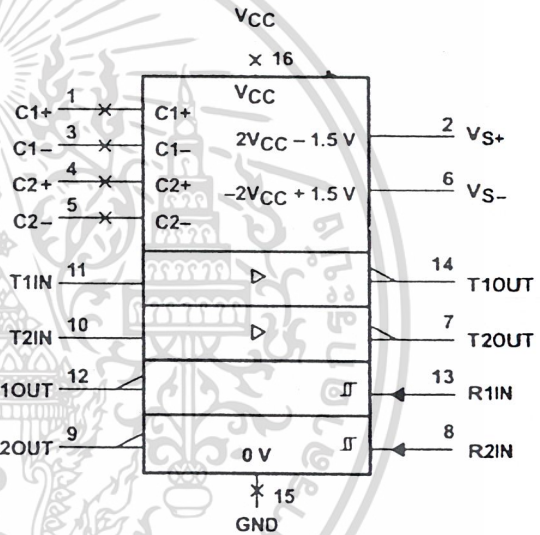 VCC
× 16
VCC
C1+ 1 C1+
C1− 3 C1− 2VCC − 1.5 V 2 VS+
C2+ 4 C2+ −2VCC + 1.5 V 6 VS−
C2− 5 C2−
T1IN 11 14 T1OUT
T2IN 10 7 T2OUT
1OUT 12 13 R1IN
2OUT 9 0 V 8 R2IN
× 15
GND